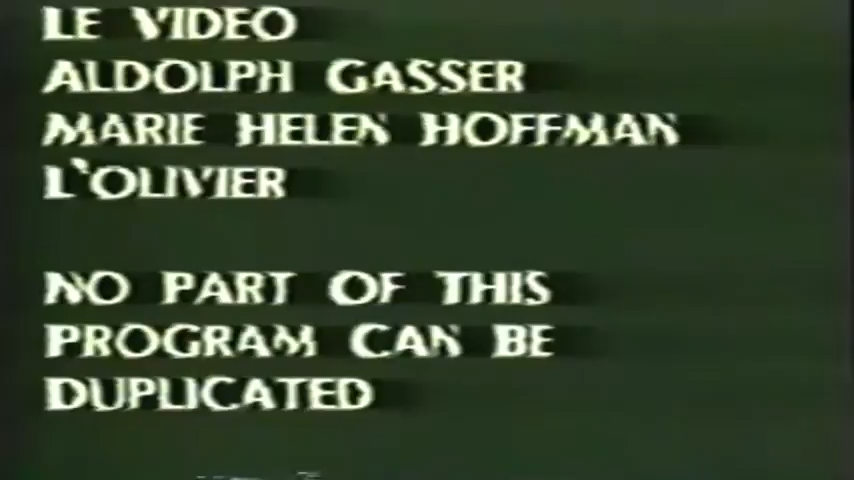 LE VIDEO
ALDOLPH GASSER
MARIE HELEN HOFFMAN
L`OLIVIER
NO PART OF THIS
PROGRAM CAN BE
DUPLICATED